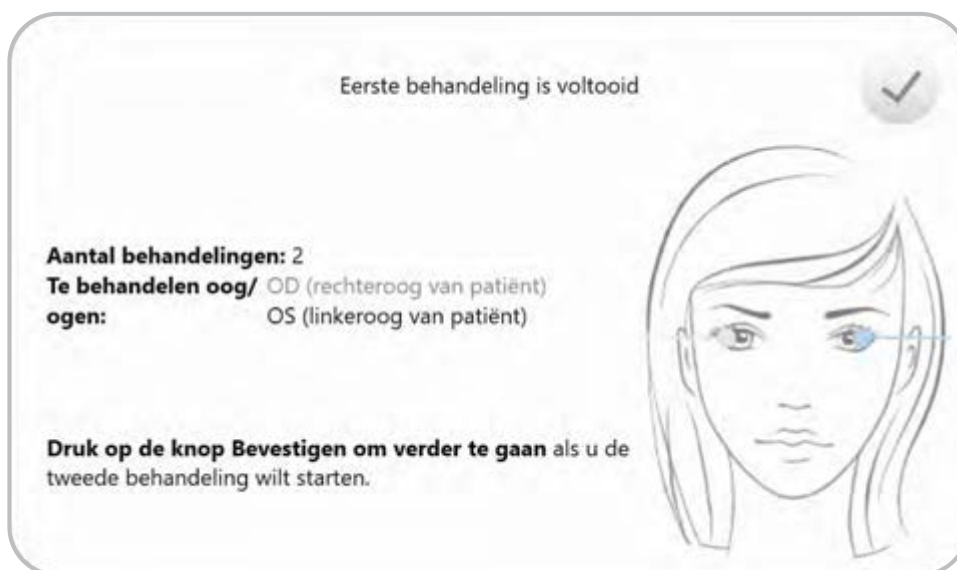 Eerste behandeling is voltooid
Aantal behandelingen: 2
Te behandelen oog/ OD (rechteroog van patiënt)
ogen: OS (linkeroog van patiënt)
Druk op de knop Bevestigen om verder te gaan als u de
tweede behandeling wilt starten.